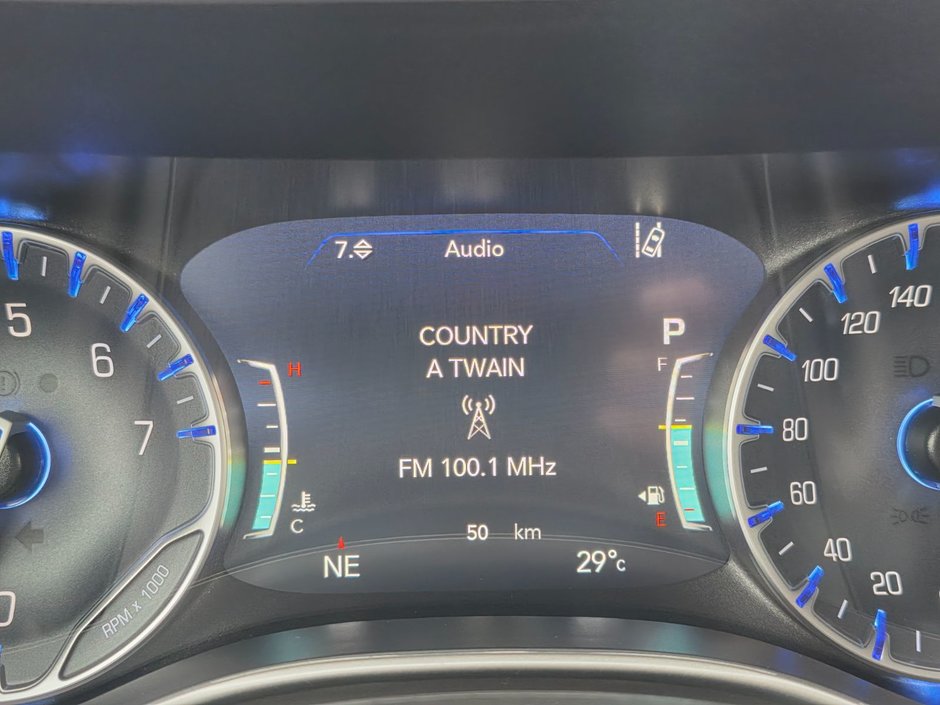 7. Audio
COUNTRY
A TWAIN
P
H
F
FM 100.1 MHz
C
E
50 km
NE
29°C
5
6
7
0
RPM x 1000
140
120
100
80
60
40
20